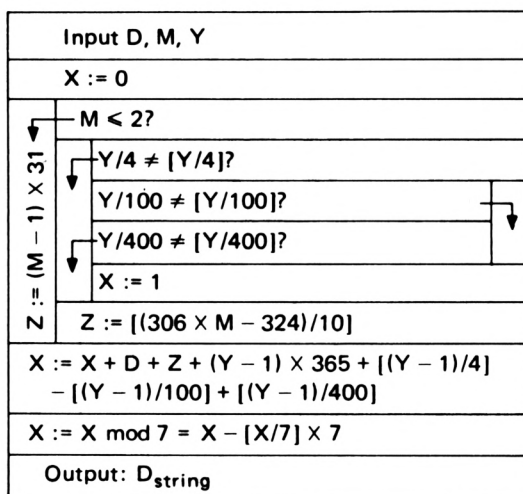 Input D, M, Y
X := 0
M ⩽ 2?
Z := (M − 1) × 31
Y/4 ≠ [Y/4]?
Y/100 ≠ [Y/100]?
Y/400 ≠ [Y/400]?
X := 1
Z := [(306 × M − 324)/10]
X := X + D + Z + (Y − 1) × 365 + [(Y − 1)/4]
− [(Y − 1)/100] + [(Y − 1)/400]
X := X mod 7 = X − [X/7] × 7
Output: Dstring